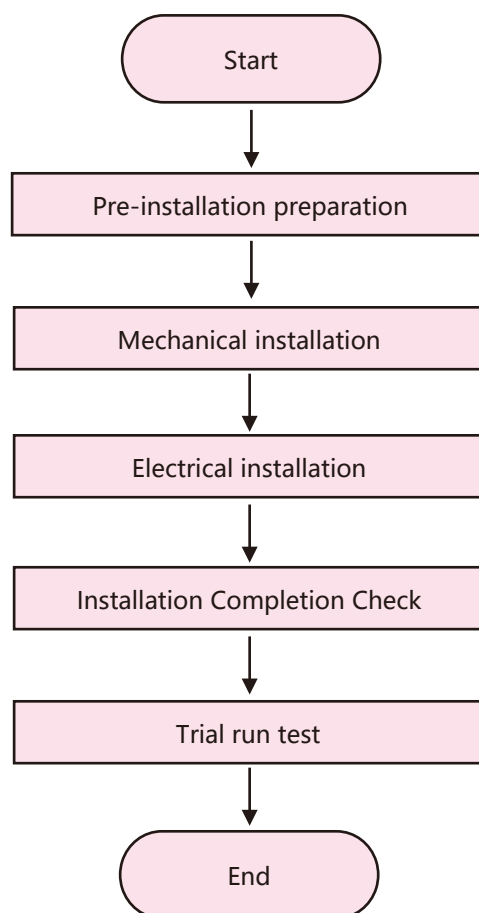 Start
Pre-installation preparation
Mechanical installation
Electrical installation
Installation Completion Check
Trial run test
End